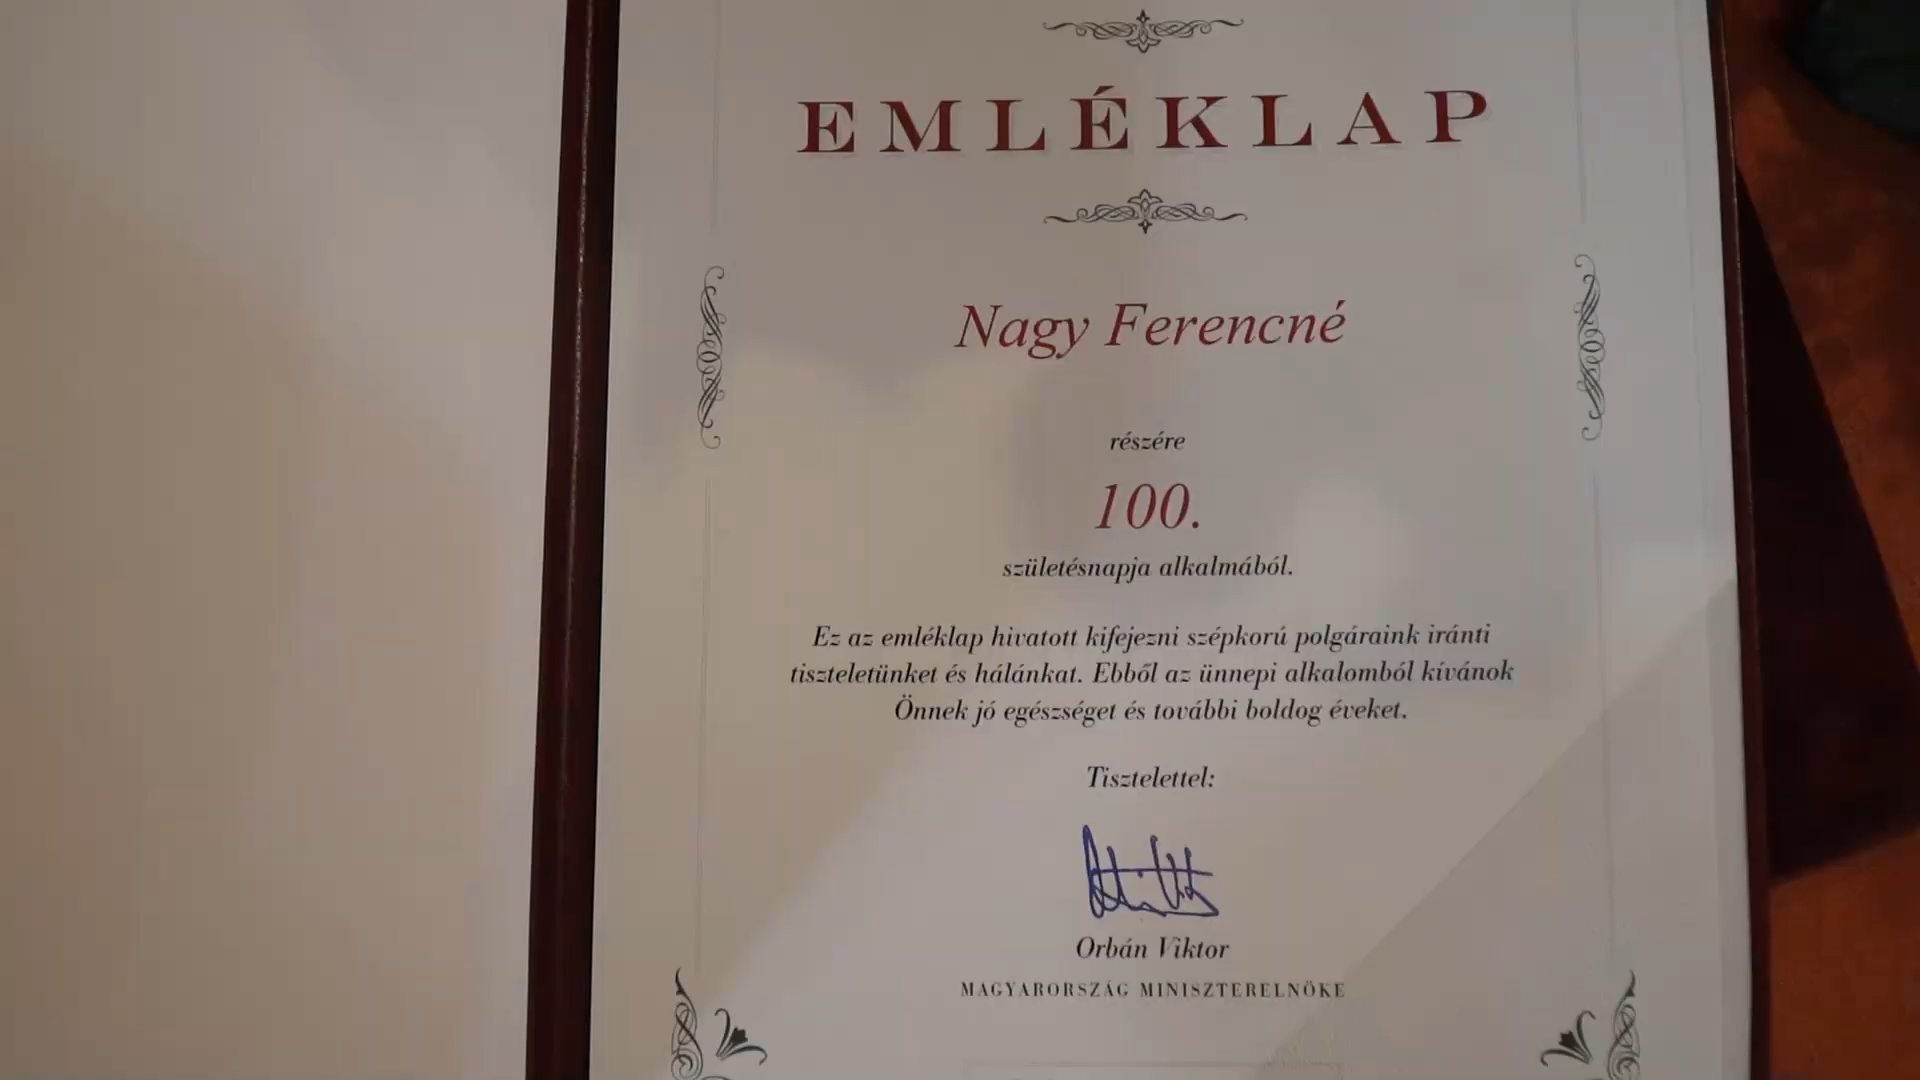 EMLÉKLAP
Nagy Ferencné
részére
100.
születésnapja alkalmából.
Ez az emléklap hivatott kifejezni szépkorú polgáraink iránti
tiszteletünket és hálánkat. Ebből az ünnepi alkalomból kívánok
Önnek jó egészséget és további boldog éveket.
Tisztelettel:
Orbán Viktor
MAGYARORSZÁG MINISZTERELNÖKE